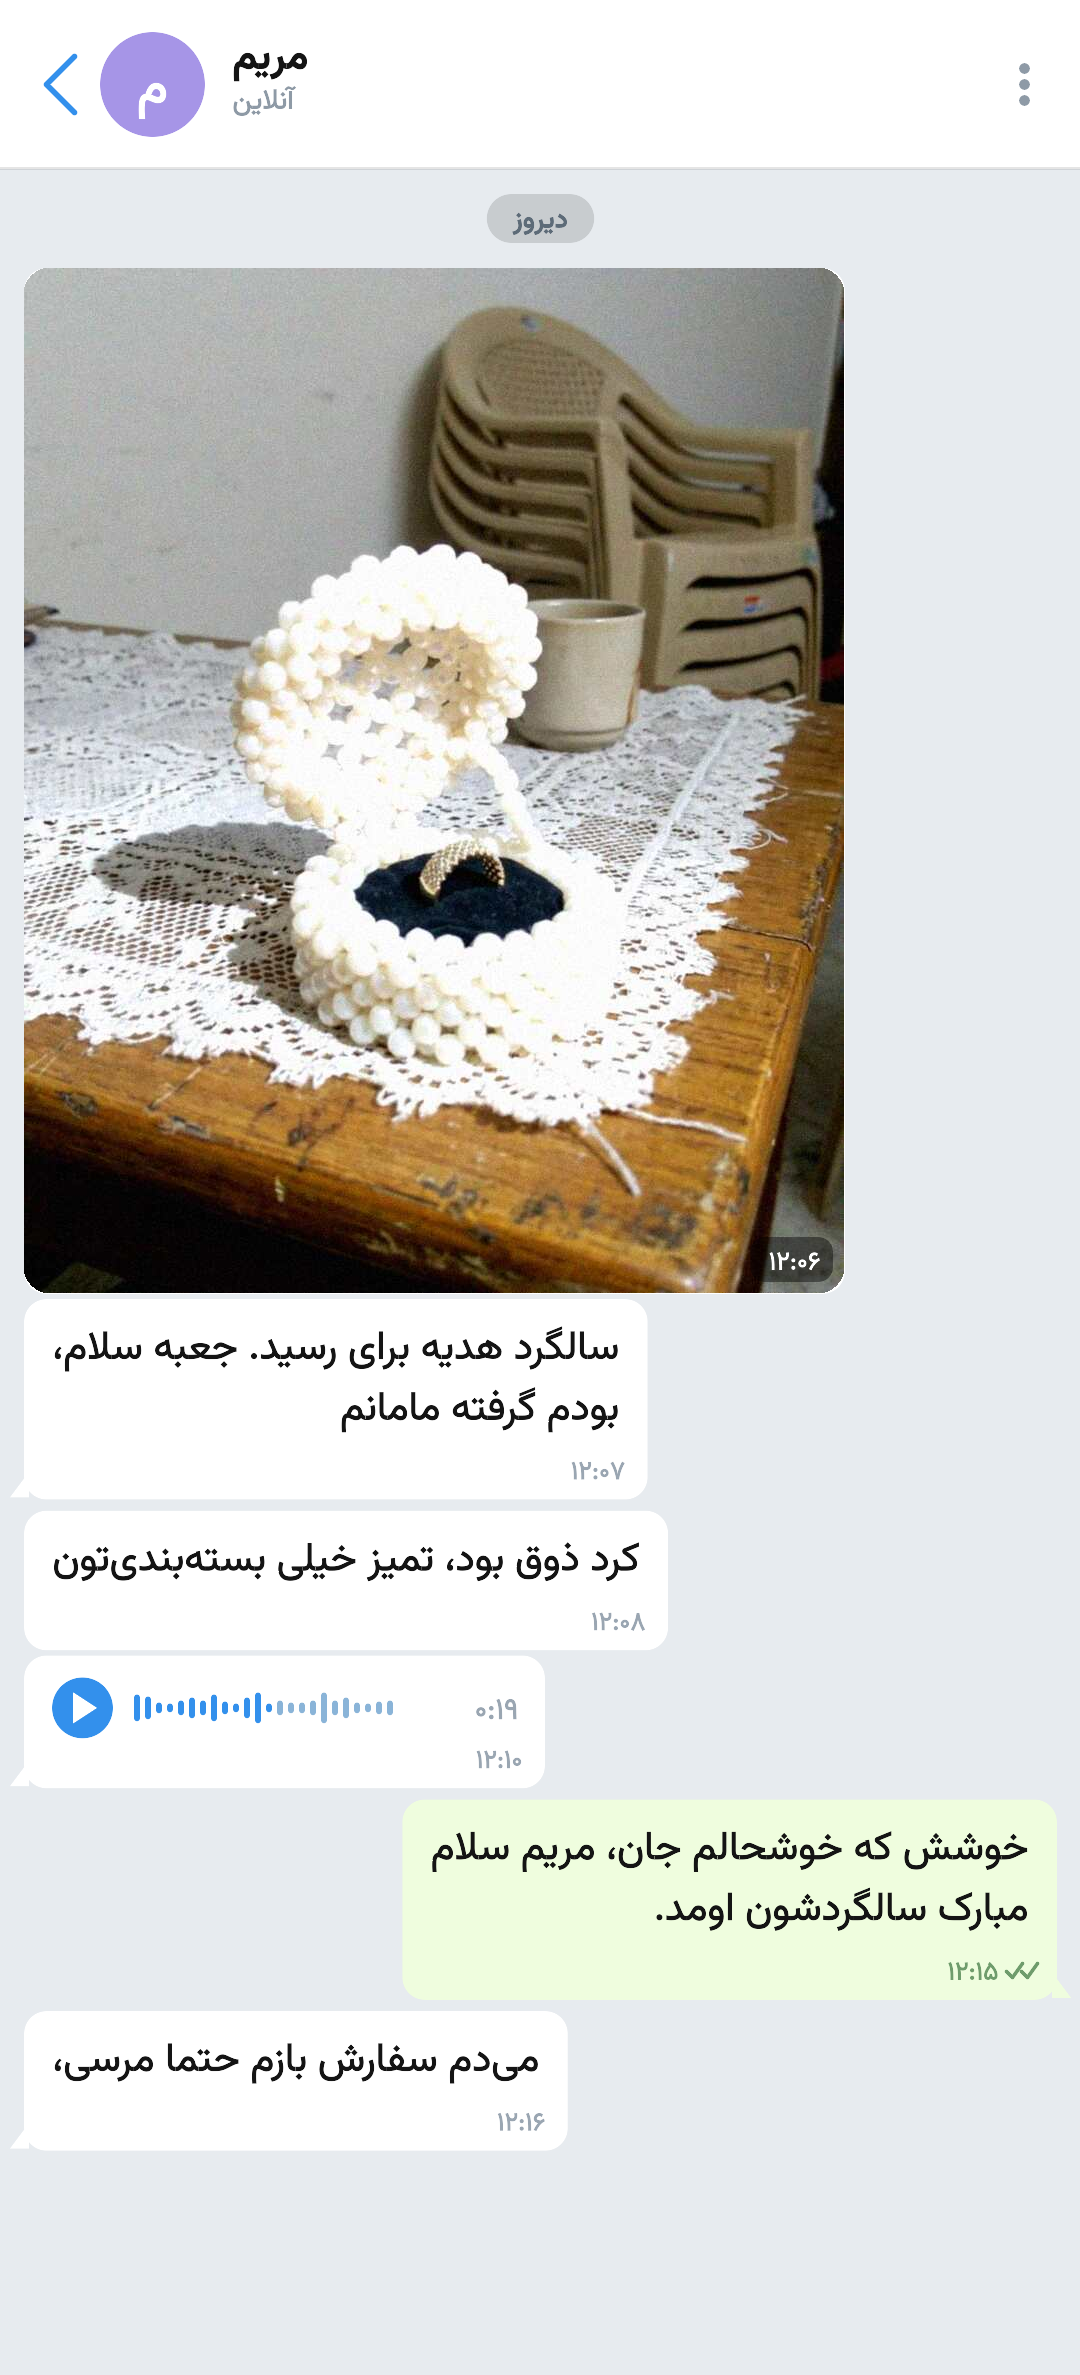 مریم
آنلاین
م
دیروز
۱۲:۰۶
سالگرد هدیه برای رسید. جعبه سلام،
بودم گرفته مامانم
۱۲:۰۷
کرد ذوق بود، تمیز خیلی بسته‌بندی‌تون
۱۲:۰۸
۰:۱۹
۱۲:۱۰
خوشش که خوشحالم جان، مریم سلام
مبارک سالگردشون اومد.
۱۲:۱۵
می‌دم سفارش بازم حتما مرسی،
۱۲:۱۶